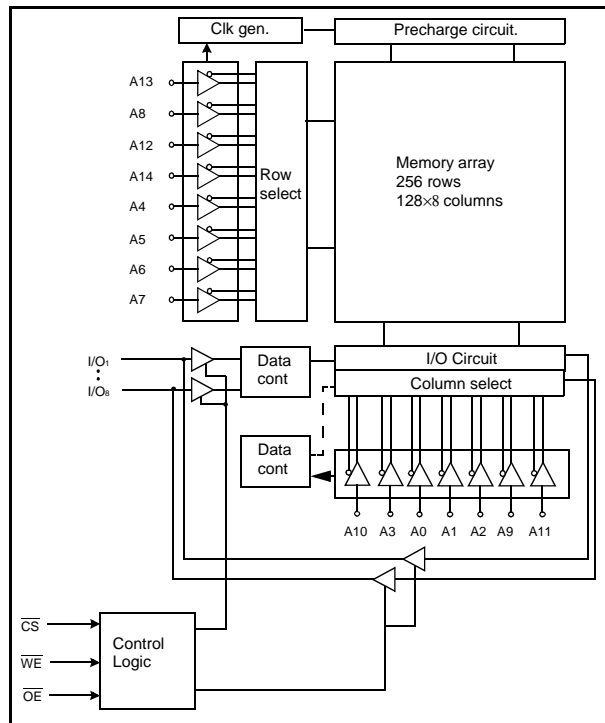 Clk gen.
Precharge circuit.
A13
A8
A12
A14
A4
A5
A6
A7
Row
select
Memory array
256 rows
128×8 columns
I/O1
I/O8
Data
cont
I/O Circuit
Column select
Data
cont
A10 A3 A0 A1 A2 A9 A11
CS
WE
OE
Control
Logic